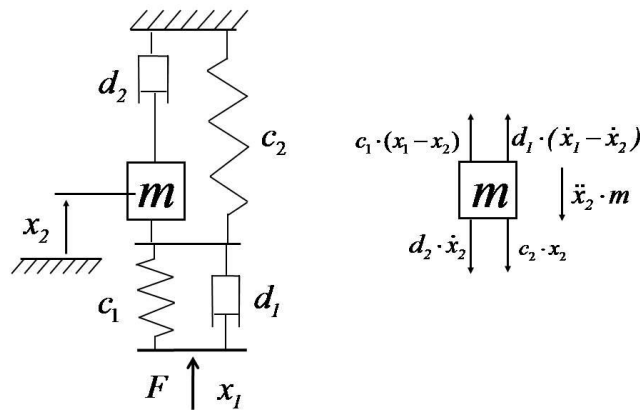 d₂
c₂
m
x₂
c₁
d₁
F
x₁
c₁·(x₁−x₂)
d₁·(ẋ₁−ẋ₂)
m
ẍ₂·m
d₂·ẋ₂
c₂·x₂